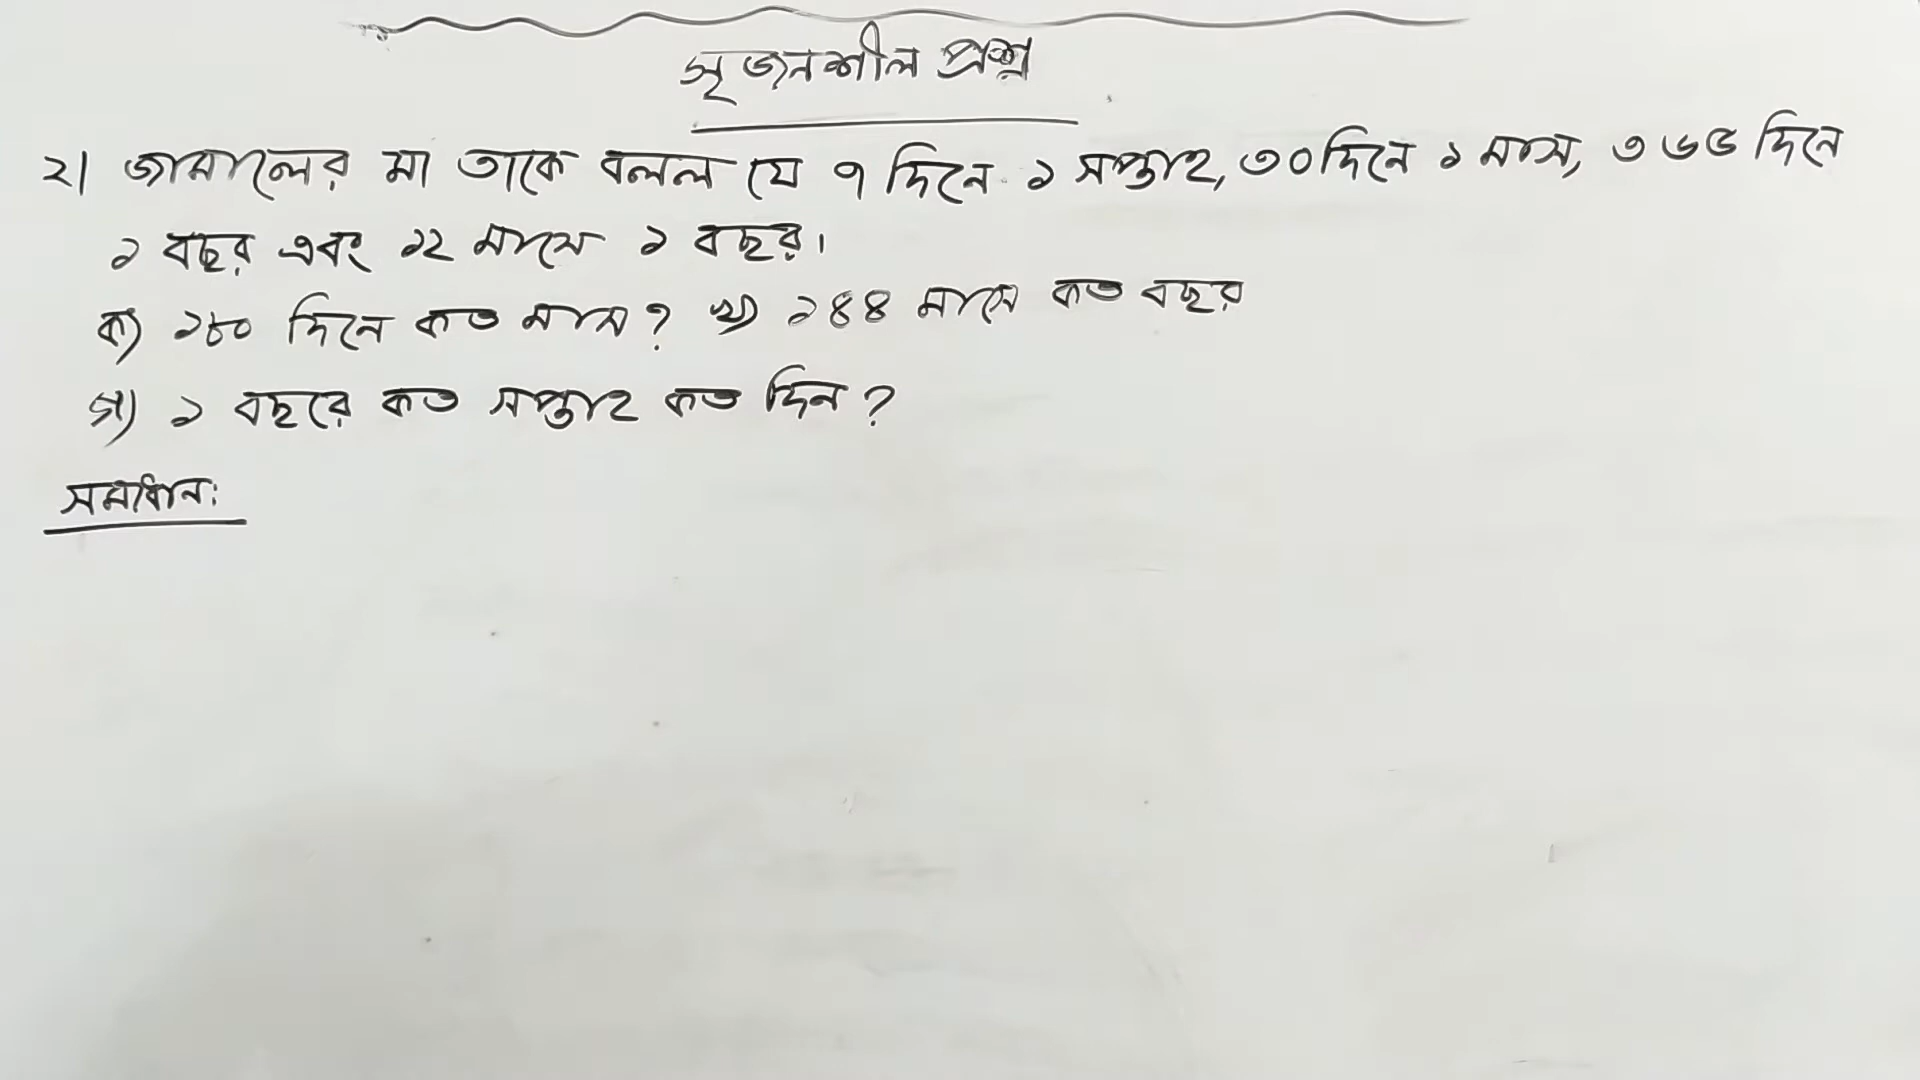 সৃজনশীল প্রশ্ন
২। জামালের মা তাকে বলল যে ৭ দিনে ১ সপ্তাহ, ৩০ দিনে ১ মাস, ৩৬৫ দিনে
১ বছর এবং ১২ মাসে ১ বছর।
ক) ১৮০ দিনে কত মাস? খ) ১৪৪ মাসে কত বছর
গ) ১ বছরে কত সপ্তাহ কত দিন?
সমাধান: